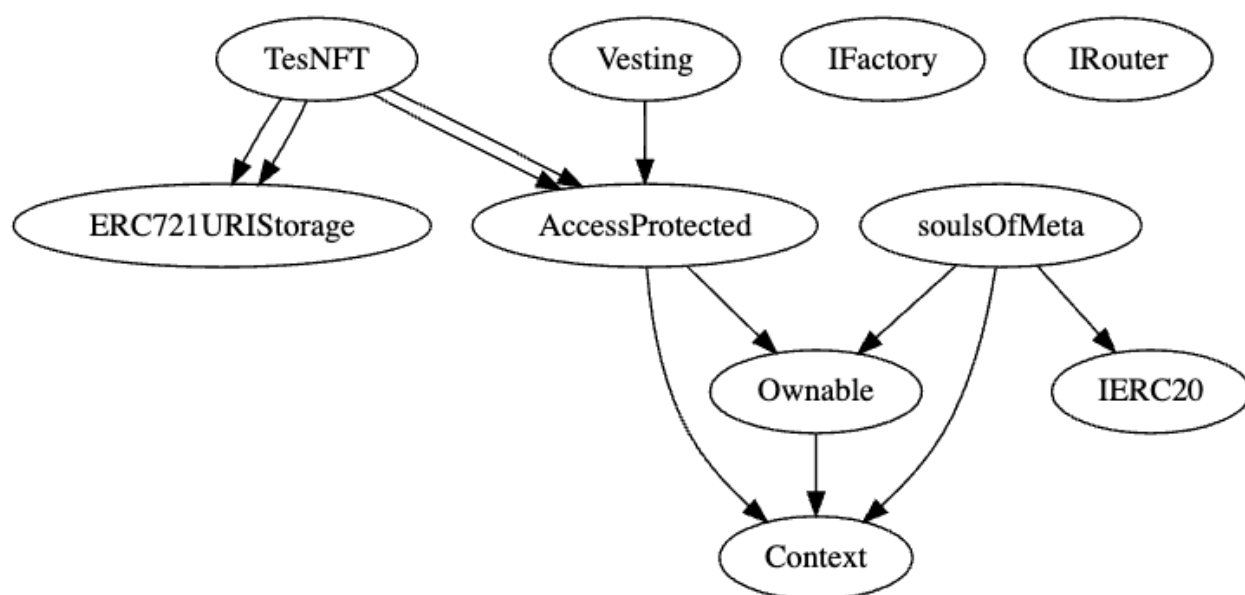 TesNFT
Vesting
IFactory
IRouter
ERC721URIStorage
AccessProtected
soulsOfMeta
Ownable
IERC20
Context